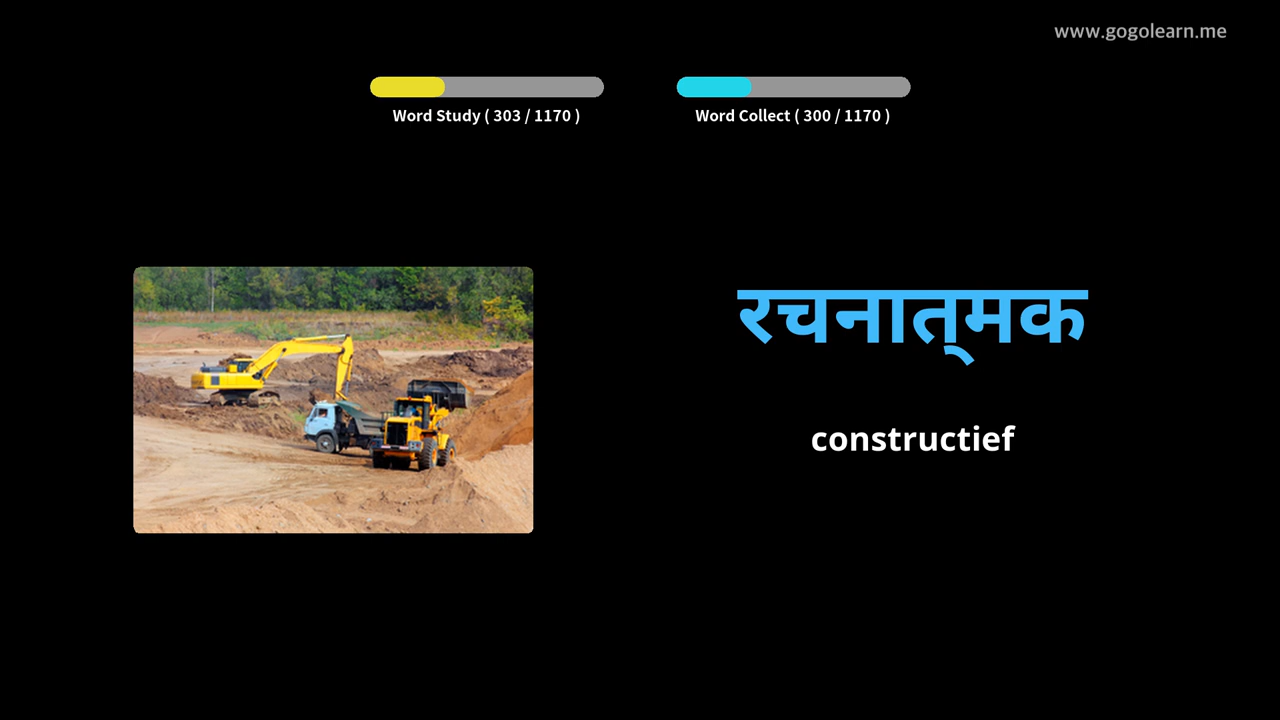 www.gogolearn.me
Word Study ( 303 / 1170 )
Word Collect ( 300 / 1170 )
रचनात्मक
constructief